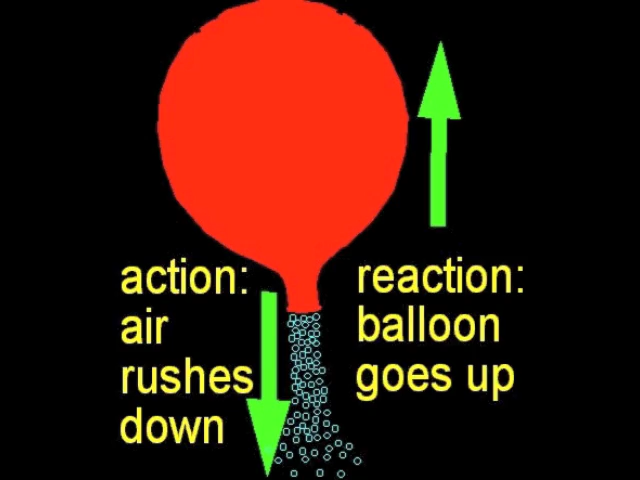 action:
air
rushes
down
reaction:
balloon
goes up